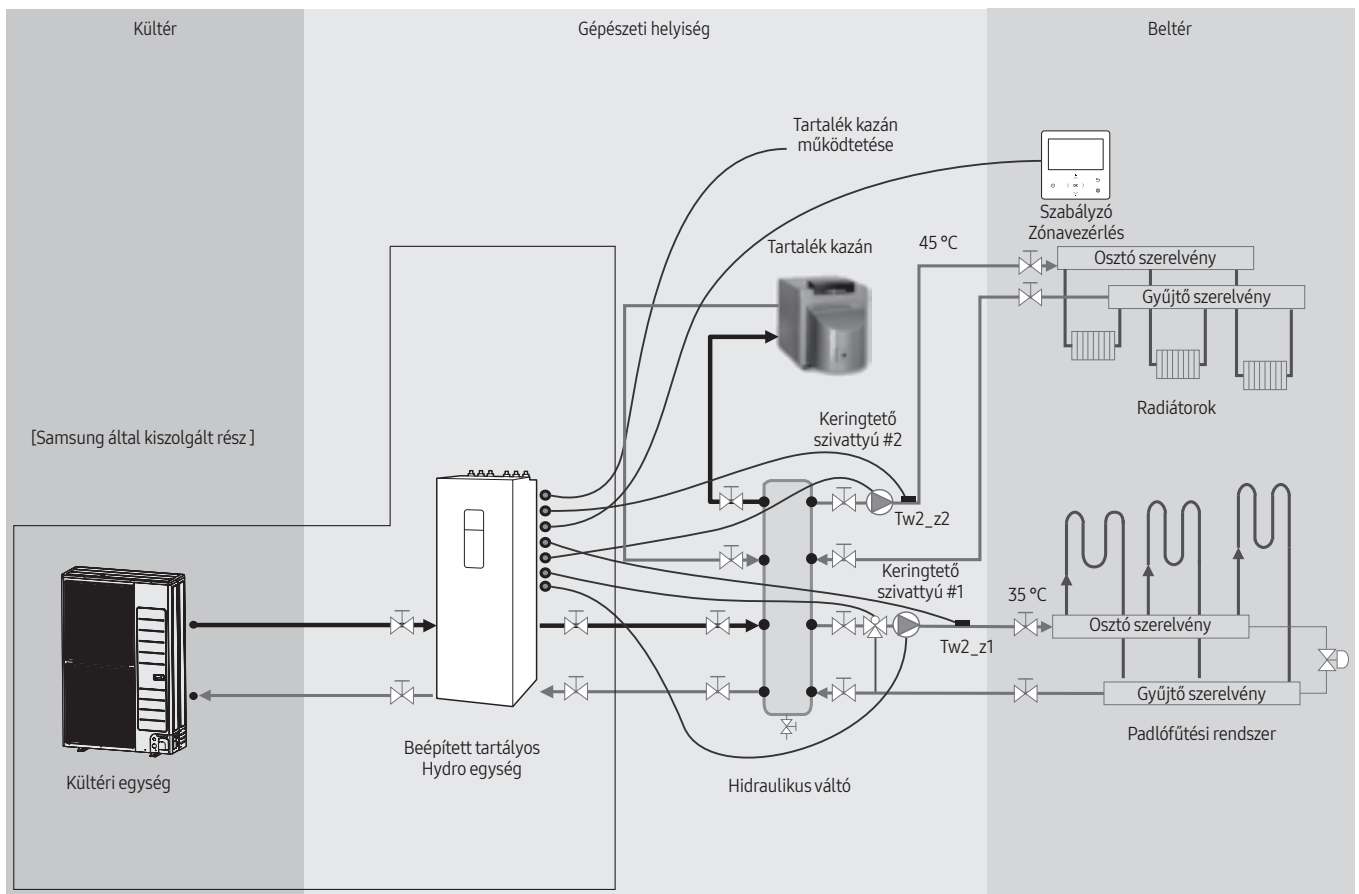 Kültér
Gépészeti helyiség
Beltér
Tartalék kazán
működtetése
Szabályzó
Zónavezérlés
Tartalék kazán
45 °C
Osztó szerelvény
Gyűjtő szerelvény
Radiátorok
[Samsung által kiszolgált rész ]
Keringtető
szivattyú #2
Tw2_z2
Keringtető
szivattyú #1
35 °C
Tw2_z1
Osztó szerelvény
Gyűjtő szerelvény
Padlófűtési rendszer
Beépített tartályos
Hydro egység
Kültéri egység
Hidraulikus váltó
OK